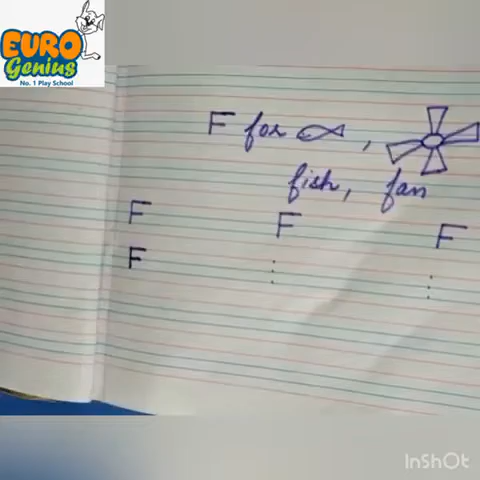 EURO
Genius
No. 1 Play School
F for , 
fish, fan
F F F
F
InShOt